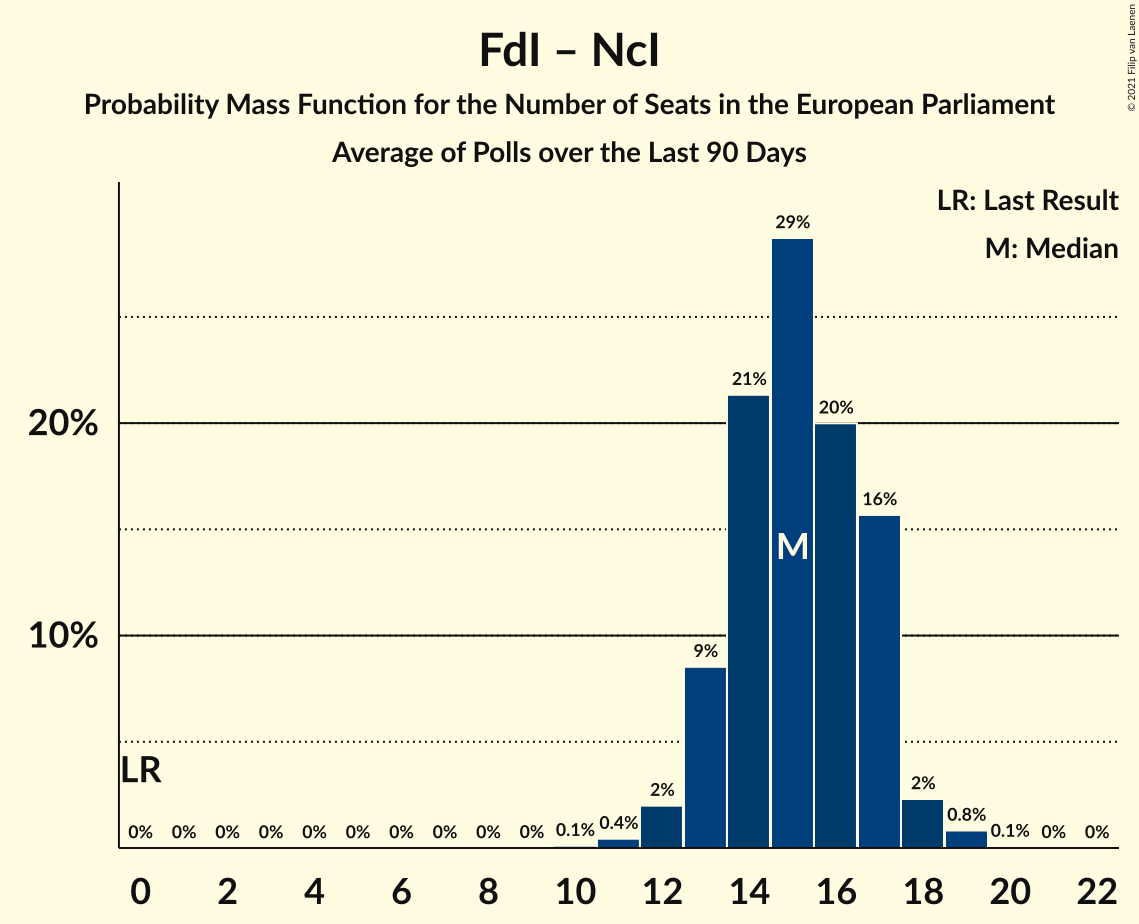 FdI – NcI
Probability Mass Function for the Number of Seats in the European Parliament
Average of Polls over the Last 90 Days
© 2021 Filip van Laenen
LR: Last Result
M: Median
29%
21%
20%
20%
16%
M
10%
9%
LR
2%
2%
0% 0% 0% 0% 0% 0% 0% 0% 0% 0% 0.1% 0.4% 0.8% 0.1% 0% 0%
0 2 4 6 8 10 12 14 16 18 20 22